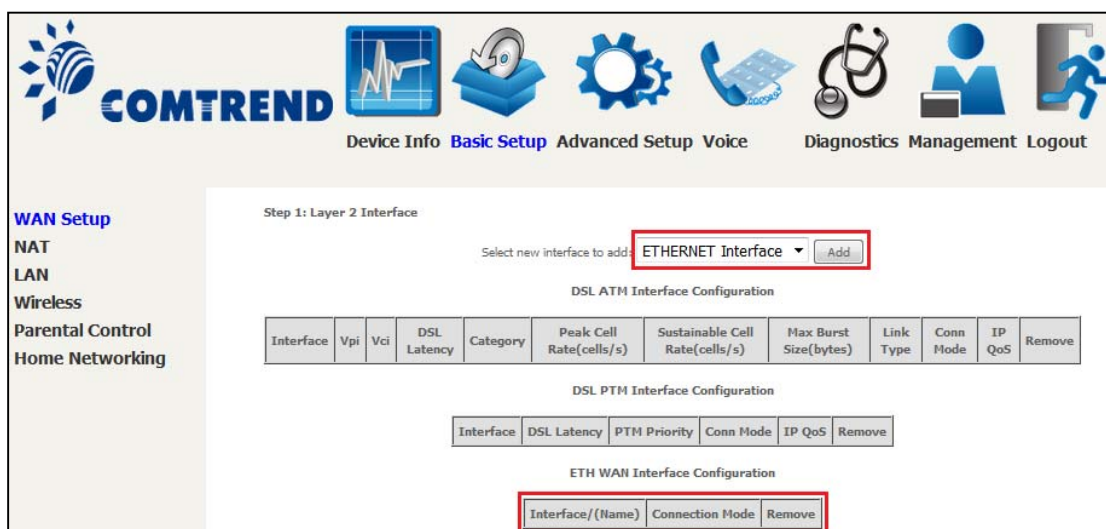 COMTREND
Device Info Basic Setup Advanced Setup Voice Diagnostics Management Logout
WAN Setup
NAT
LAN
Wireless
Parental Control
Home Networking
Step 1: Layer 2 Interface
Select new interface to add: ETHERNET Interface Add
DSL ATM Interface Configuration
Interface Vpi Vci DSL Latency Category Peak Cell Rate(cells/s) Sustainable Cell Rate(cells/s) Max Burst Size(bytes) Link Type Conn Mode IP QoS Remove
DSL PTM Interface Configuration
Interface DSL Latency PTM Priority Conn Mode IP QoS Remove
ETH WAN Interface Configuration
Interface/(Name) Connection Mode Remove